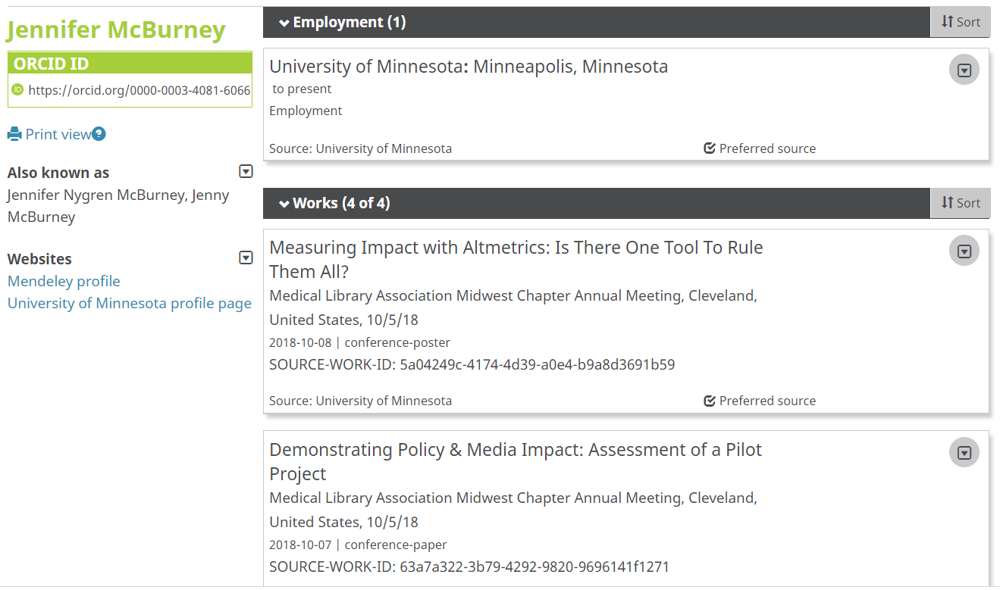 Jennifer McBurney
ORCID ID
iD https://orcid.org/0000-0003-4081-6066
Print view ?
Also known as
Jennifer Nygren McBurney, Jenny
McBurney
Websites
Mendeley profile
University of Minnesota profile page
Employment (1)
Sort
University of Minnesota: Minneapolis, Minnesota
to present
Employment
Source: University of Minnesota
Preferred source
Works (4 of 4)
Sort
Measuring Impact with Altmetrics: Is There One Tool To Rule
Them All?
Medical Library Association Midwest Chapter Annual Meeting, Cleveland,
United States, 10/5/18
2018-10-08 | conference-poster
SOURCE-WORK-ID: 5a04249c-4174-4d39-a0e4-b9a8d3691b59
Source: University of Minnesota
Preferred source
Demonstrating Policy & Media Impact: Assessment of a Pilot
Project
Medical Library Association Midwest Chapter Annual Meeting, Cleveland,
United States, 10/5/18
2018-10-07 | conference-paper
SOURCE-WORK-ID: 63a7a322-3b79-4292-9820-9696141f1271